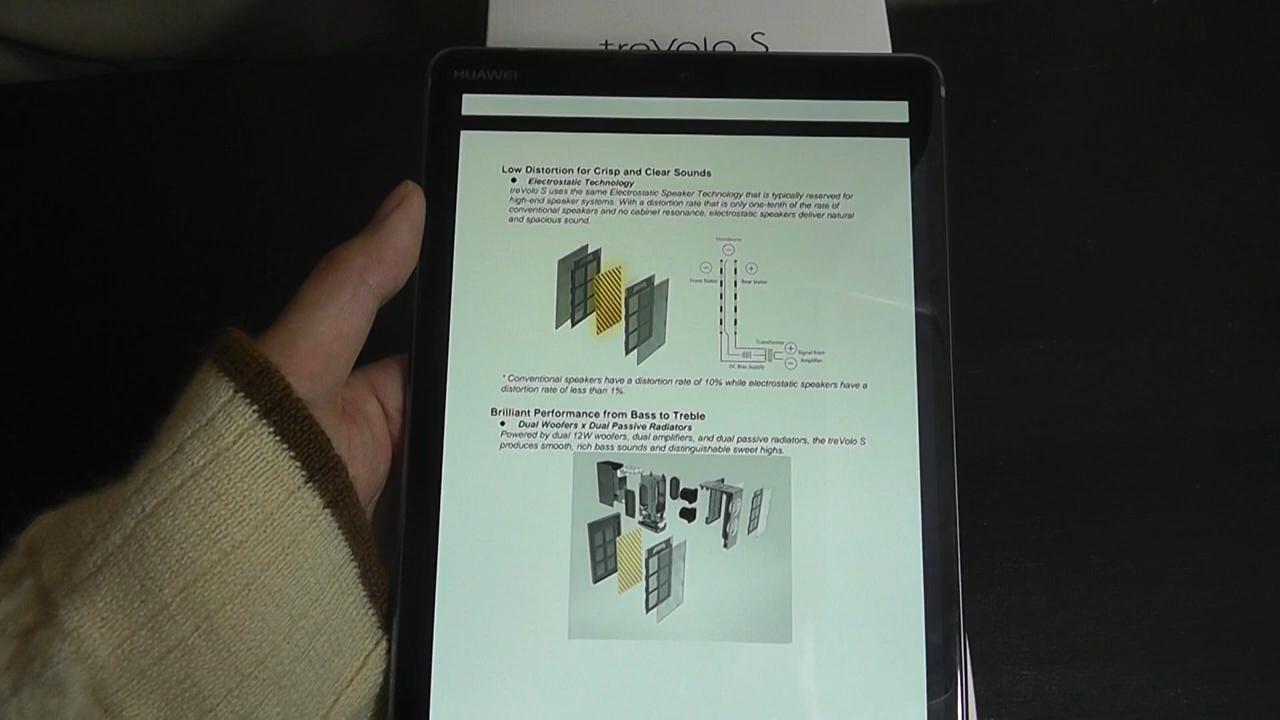 treVolo S
HUAWEI
Low Distortion for Crisp and Clear Sounds
● Electrostatic Technology
treVolo S uses the same Electrostatic Speaker Technology that is typically reserved for
high-end speaker systems. With a distortion rate that is only one-tenth of the rate of
conventional speakers and no cabinet resonance, electrostatic speakers deliver natural
and spacious sound.
Membrane
Front Stator
Rear Stator
Transformer
Signal from
Amplifier
DC Bias Supply
* Conventional speakers have a distortion rate of 10% while electrostatic speakers have a
distortion rate of less than 1%.
Brilliant Performance from Bass to Treble
● Dual Woofers x Dual Passive Radiators
Powered by dual 12W woofers, dual amplifiers, and dual passive radiators, the treVolo S
produces smooth, rich bass sounds and distinguishable sweet highs.